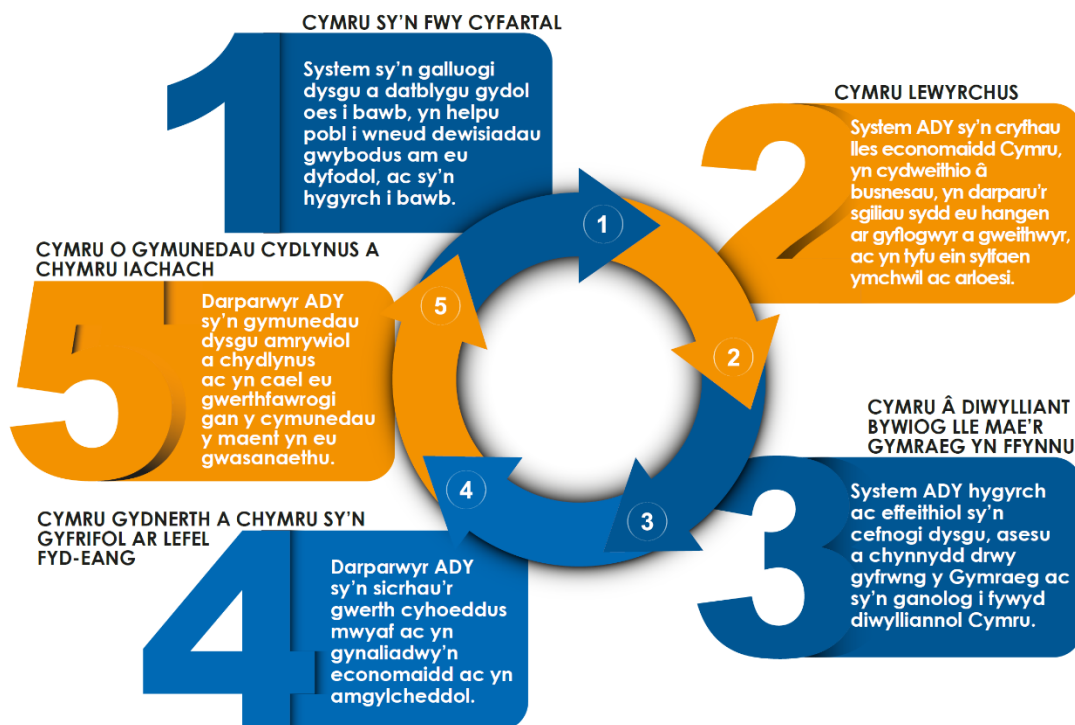 CYMRU SY'N FWY CYFARTAL
1
System sy'n galluogi
dysgu a datblygu gydol
oes i bawb, yn helpu
pobl i wneud dewisiadau
gwybodus am eu
dyfodol, ac sy'n
hygyrch i bawb.
CYMRU LEWYRCHUS
2
System ADY sy'n cryfhau
lles economaidd Cymru,
yn cydweithio â
busnesau, yn darparu'r
sgiliau sydd eu hangen
ar gyflogwyr a gweithwyr,
ac yn tyfu ein sylfaen
ymchwil ac arloesi.
CYMRU Â DIWYLLIANT
BYWIOG LLE MAE'R
GYMRAEG YN FFYNNU
3
System ADY hygyrch
ac effeithiol sy'n
cefnogi dysgu, asesu
a chynnydd drwy
gyfrwng y Gymraeg ac
sy'n ganolog i fywyd
diwylliannol Cymru.
CYMRU GYDNERTH A CHYMRU SY'N
GYFRIFOL AR LEFEL
FYD-EANG
4
Darparwyr ADY
sy'n sicrhau'r
gwerth cyhoeddus
mwyaf ac yn
gynaliadwy'n
economaidd ac yn
amgylcheddol.
CYMRU O GYMUNEDAU CYDLYNUS A
CHYMRU IACHACH
5
Darparwyr ADY
sy'n gymunedau
dysgu amrywiol
a chydlynus
ac yn cael eu
gwerthfawrogi
gan y cymunedau
y maent yn eu
gwasanaethu.
1
2
3
4
5